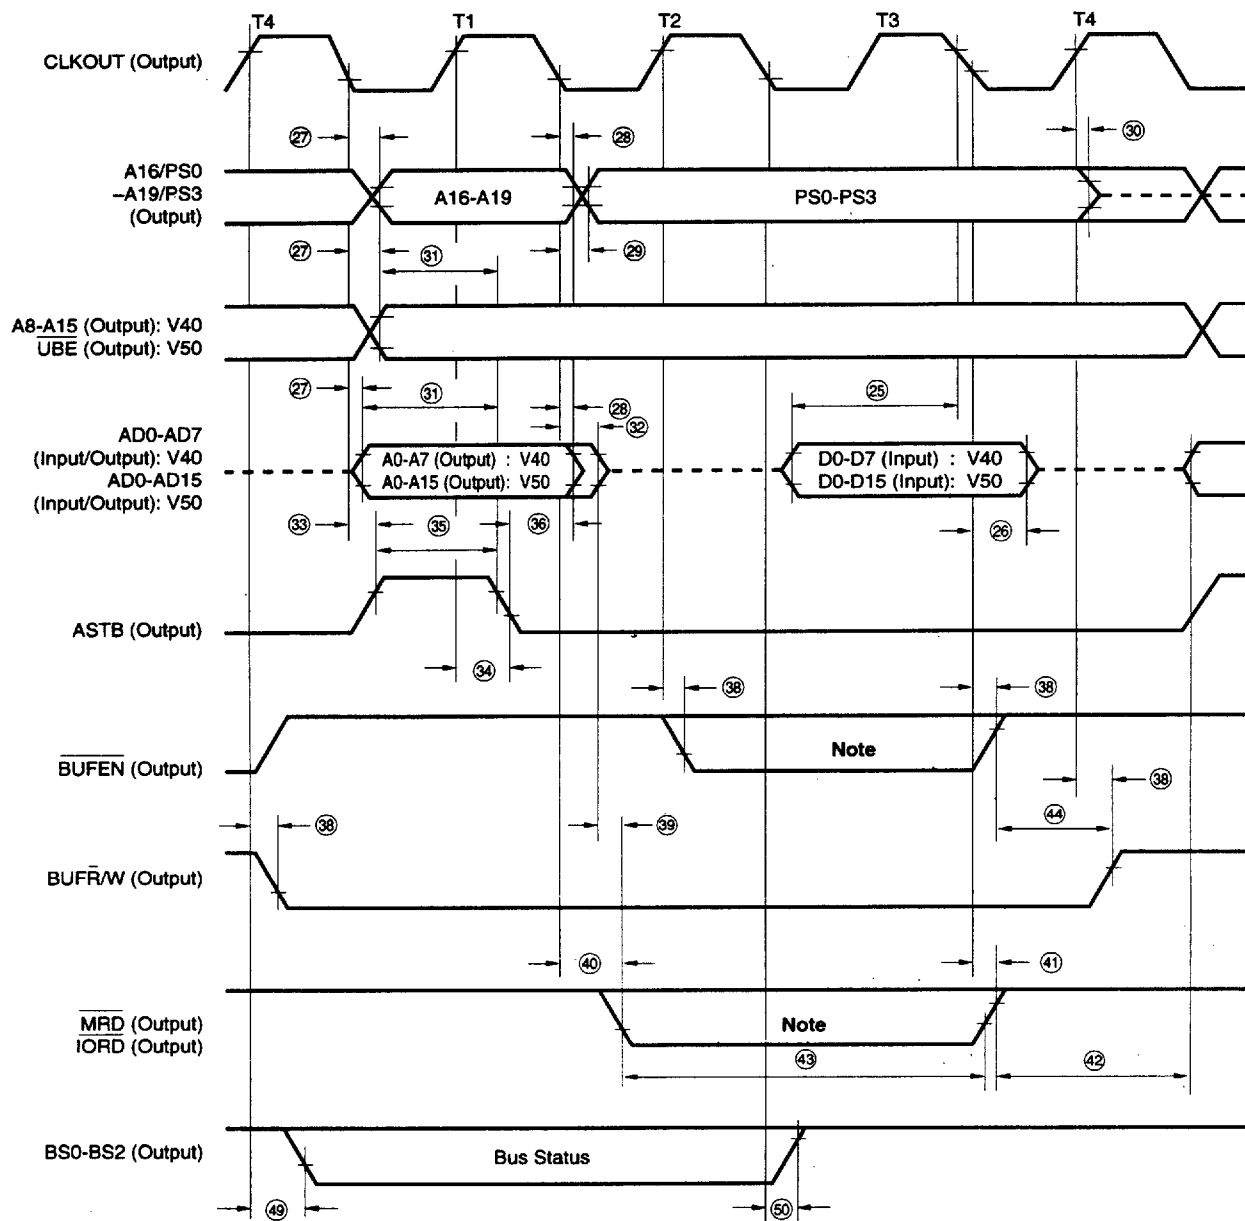 T4 T1 T2 T3 T4
CLKOUT (Output)
㉗ ㉘ ㉚
A16/PS0
–A19/PS3
(Output)
A16-A19 PS0-PS3
㉗ ㉛ ㉙
A8-A15 (Output): V40
UBE (Output): V50
㉗ ㉛ ㉘ ㉕
㉜
AD0-AD7
(Input/Output): V40
AD0-AD15
(Input/Output): V50
A0-A7 (Output) : V40
A0-A15 (Output): V50
D0-D7 (Input) : V40
D0-D15 (Input): V50
㉝ ㉟ ㊱ ㉖
ASTB (Output)
㉞
㊳ ㊳
BUFEN (Output)
Note
㊳
㊳ ㊴ ㊹
BUFR/W (Output)
㊵ ㊶
MRD (Output)
IORD (Output)
Note
㊸ ㊷
BS0-BS2 (Output)
Bus Status
㊾ ㊿